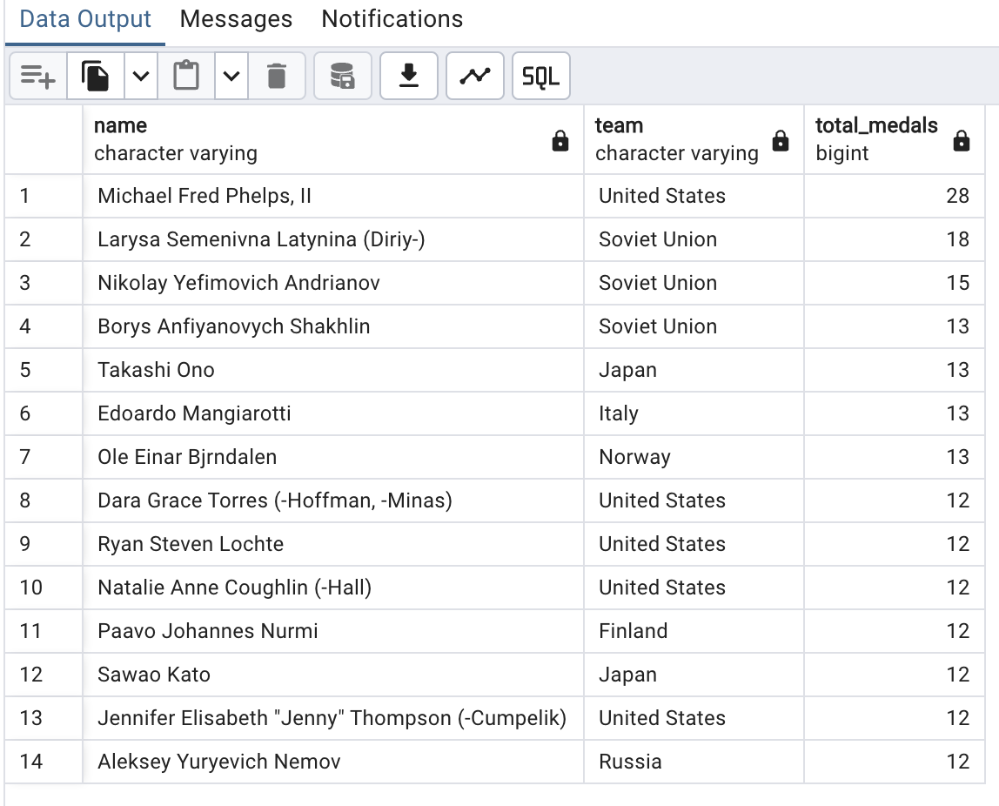 Data Output Messages Notifications
SQL
name team total_medals
character varying character varying bigint
1 Michael Fred Phelps, II United States 28
2 Larysa Semenivna Latynina (Diriy-) Soviet Union 18
3 Nikolay Yefimovich Andrianov Soviet Union 15
4 Borys Anfiyanovych Shakhlin Soviet Union 13
5 Takashi Ono Japan 13
6 Edoardo Mangiarotti Italy 13
7 Ole Einar Bjrndalen Norway 13
8 Dara Grace Torres (-Hoffman, -Minas) United States 12
9 Ryan Steven Lochte United States 12
10 Natalie Anne Coughlin (-Hall) United States 12
11 Paavo Johannes Nurmi Finland 12
12 Sawao Kato Japan 12
13 Jennifer Elisabeth "Jenny" Thompson (-Cumpelik) United States 12
14 Aleksey Yuryevich Nemov Russia 12